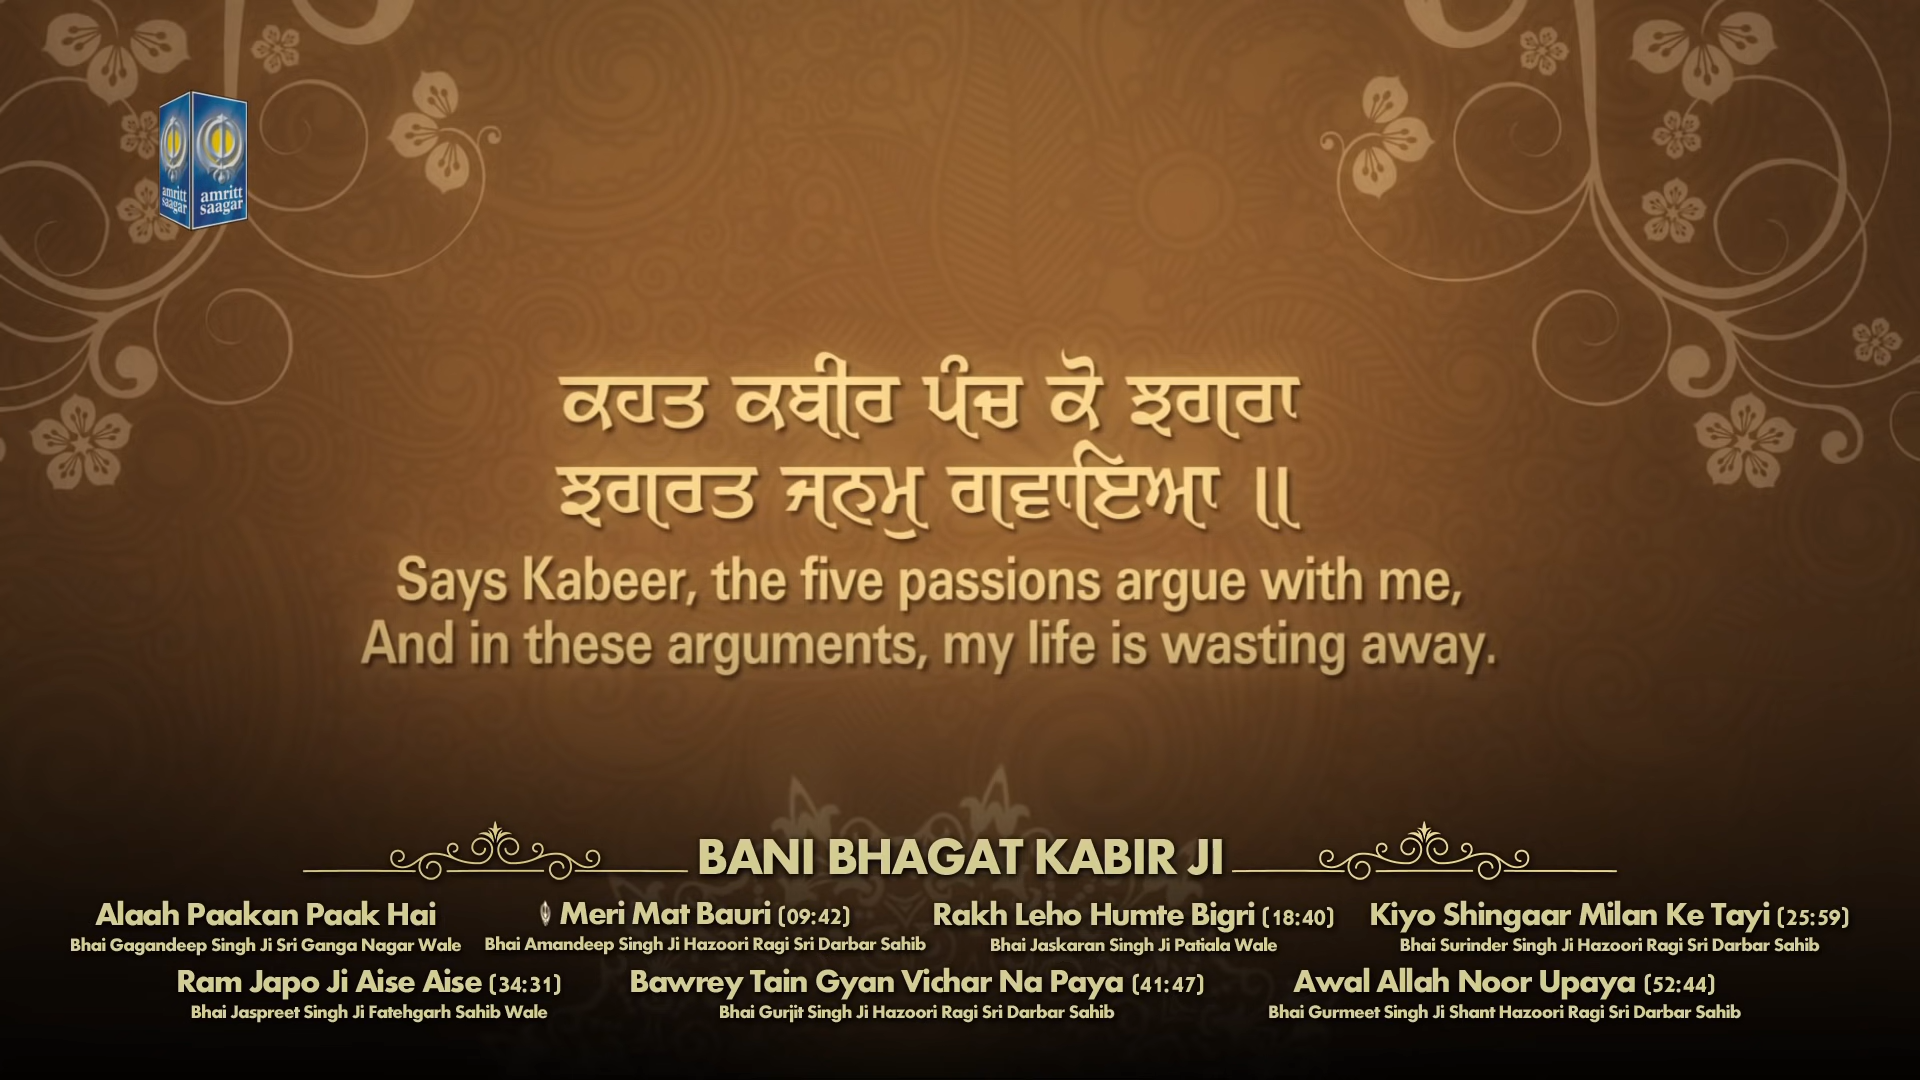 amritt
saagar
amritt
saagar
ਕਹਤ ਕਬੀਰ ਪੰਚ ਕੋ ਝਗਰਾ
ਝਗਰਤ ਜਨਮੁ ਗਵਾਇਆ ॥
Says Kabeer, the five passions argue with me,
And in these arguments, my life is wasting away.
BANI BHAGAT KABIR JI
Alaah Paakan Paak Hai
Bhai Gagandeep Singh Ji Sri Ganga Nagar Wale
Meri Mat Bauri (09:42)
Bhai Amandeep Singh Ji Hazoori Ragi Sri Darbar Sahib
Rakh Leho Humte Bigri (18:40)
Bhai Jaskaran Singh Ji Patiala Wale
Kiyo Shingaar Milan Ke Tayi (25:59)
Bhai Surinder Singh Ji Hazoori Ragi Sri Darbar Sahib
Ram Japo Ji Aise Aise (34:31)
Bhai Jaspreet Singh Ji Fatehgarh Sahib Wale
Bawrey Tain Gyan Vichar Na Paya (41:47)
Bhai Gurjit Singh Ji Hazoori Ragi Sri Darbar Sahib
Awal Allah Noor Upaya (52:44)
Bhai Gurmeet Singh Ji Shant Hazoori Ragi Sri Darbar Sahib